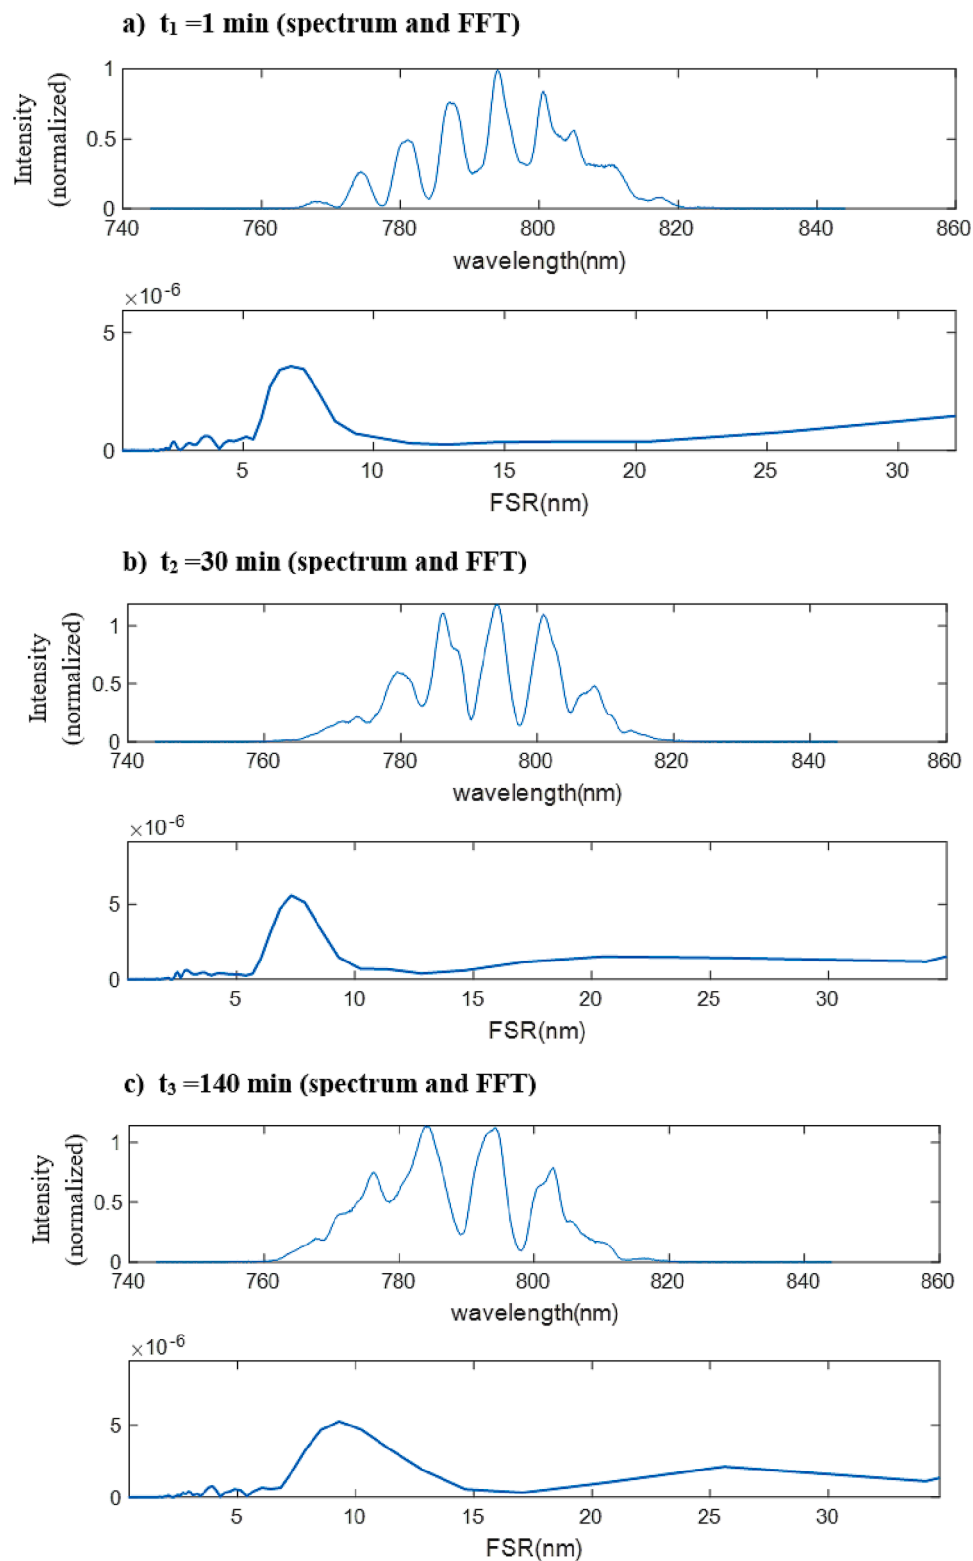 a) t₁ =1 min (spectrum and FFT)
Intensity
(normalized)
1
0.5
0
740 760 780 800 820 840 860
wavelength(nm)
×10⁻⁶
5
0
5 10 15 20 25 30
FSR(nm)
b) t₂ =30 min (spectrum and FFT)
Intensity
(normalized)
1
0.5
0
740 760 780 800 820 840 860
wavelength(nm)
×10⁻⁶
5
0
5 10 15 20 25 30
FSR(nm)
c) t₃ =140 min (spectrum and FFT)
Intensity
(normalized)
1
0.5
0
740 760 780 800 820 840 860
wavelength(nm)
×10⁻⁶
5
0
5 10 15 20 25 30
FSR(nm)